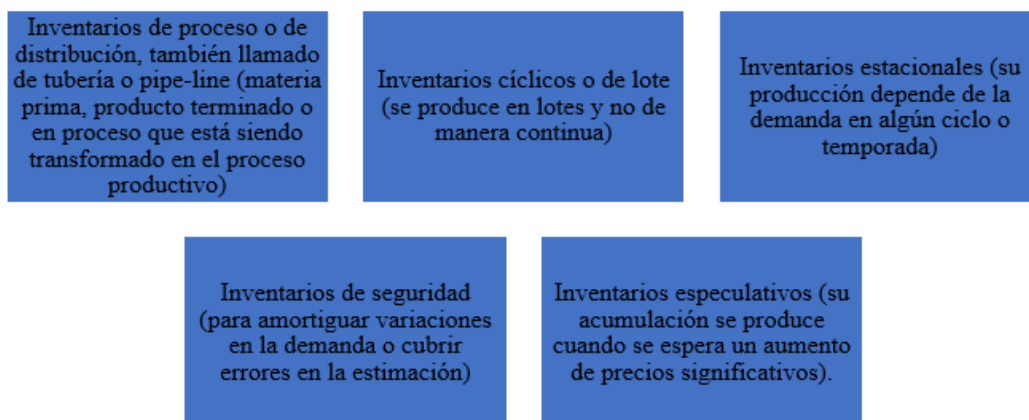 Inventarios de proceso o de
distribución, también llamado
de tubería o pipe-line (materia
prima, producto terminado o
en proceso que está siendo
transformado en el proceso
productivo)
Inventarios cíclicos o de lote
(se produce en lotes y no de
manera continua)
Inventarios estacionales (su
producción depende de la
demanda en algún ciclo o
temporada)
Inventarios de seguridad
(para amortiguar variaciones
en la demanda o cubrir
errores en la estimación)
Inventarios especulativos (su
acumulación se produce
cuando se espera un aumento
de precios significativos).